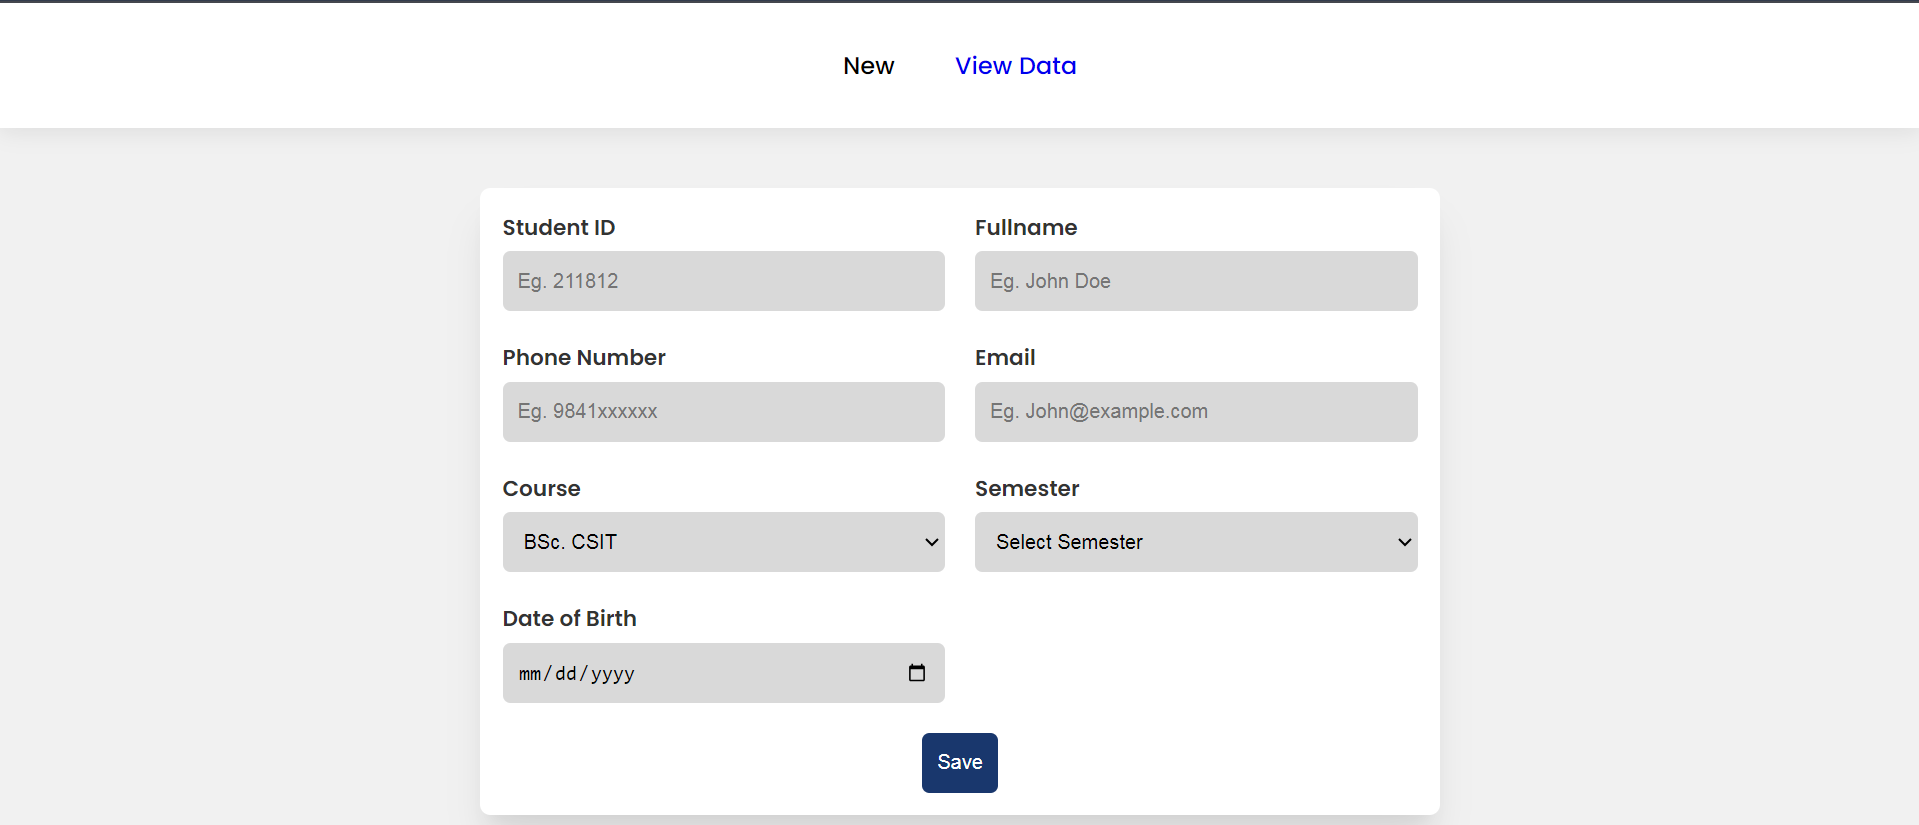 New View Data
Student ID
Fullname
Eg. 211812
Eg. John Doe
Phone Number
Email
Eg. 9841xxxxxx
Eg. John@example.com
Course
Semester
BSc. CSIT
Select Semester
Date of Birth
mm/dd/yyyy
Save